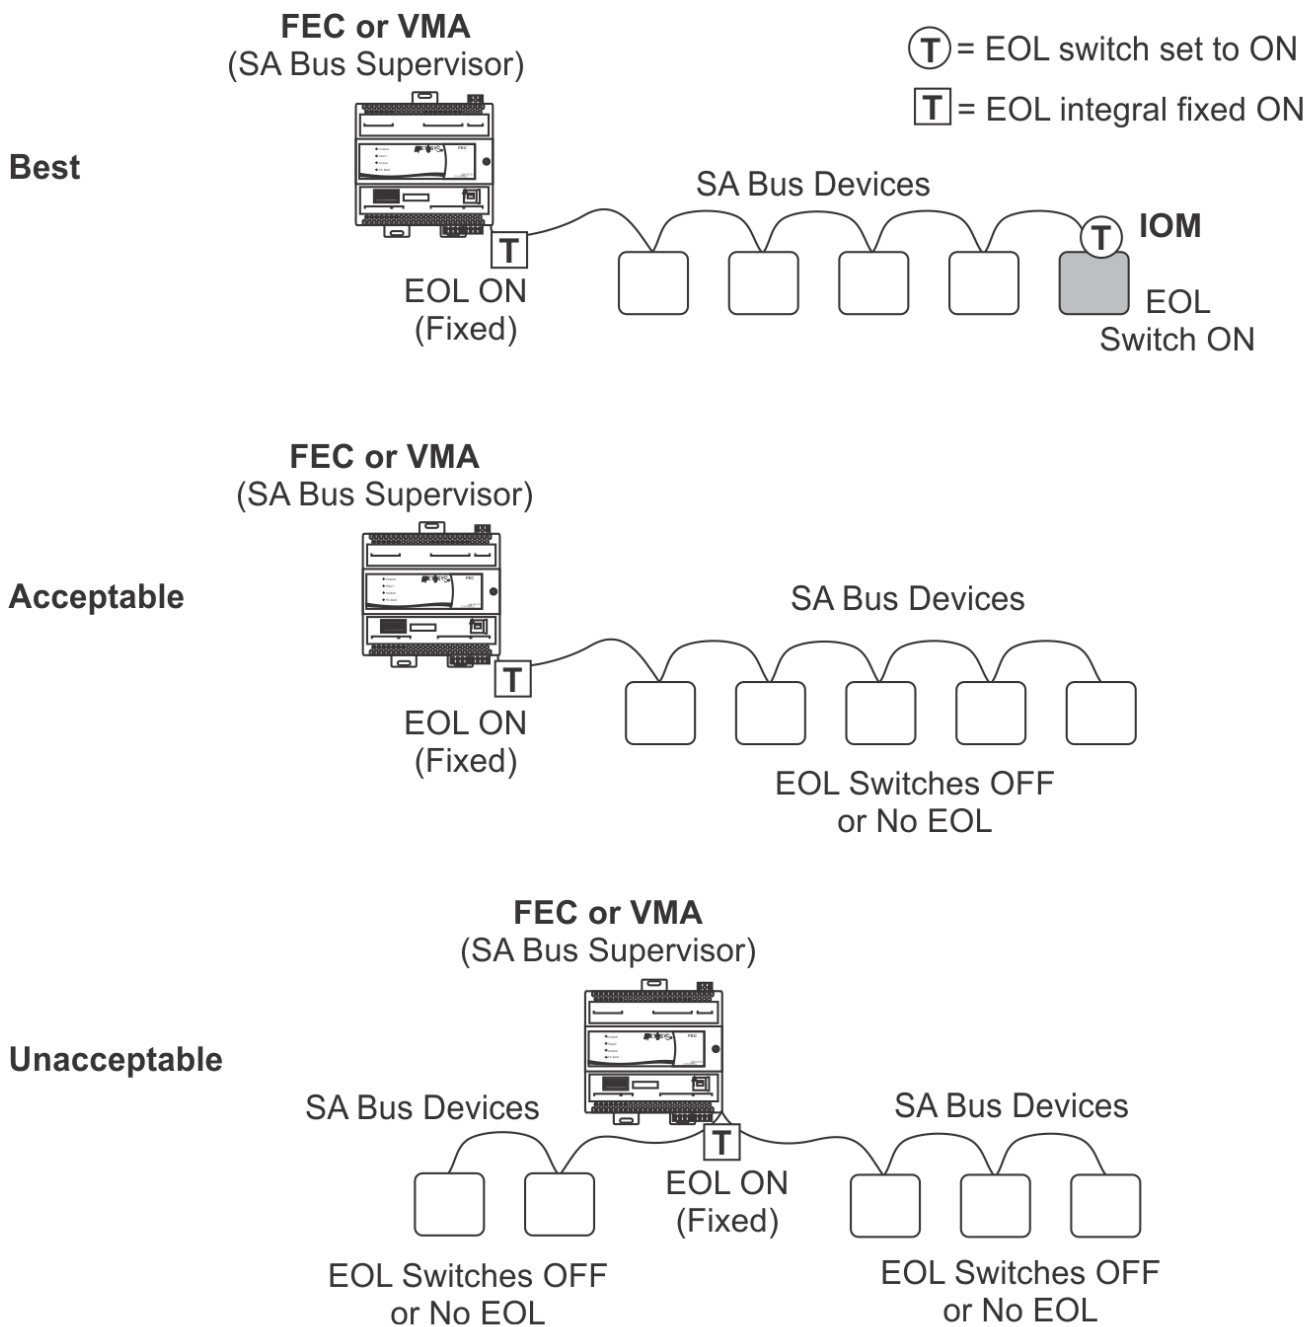 FEC or VMA
(SA Bus Supervisor)
T = EOL switch set to ON
T = EOL integral fixed ON
Best
FEC
SA Bus Devices
T
IOM
T
EOL ON
(Fixed)
EOL
Switch ON
FEC or VMA
(SA Bus Supervisor)
Acceptable
FEC
SA Bus Devices
T
EOL ON
(Fixed)
EOL Switches OFF
or No EOL
FEC or VMA
(SA Bus Supervisor)
Unacceptable
FEC
SA Bus Devices
SA Bus Devices
T
EOL ON
(Fixed)
EOL Switches OFF
or No EOL
EOL Switches OFF
or No EOL